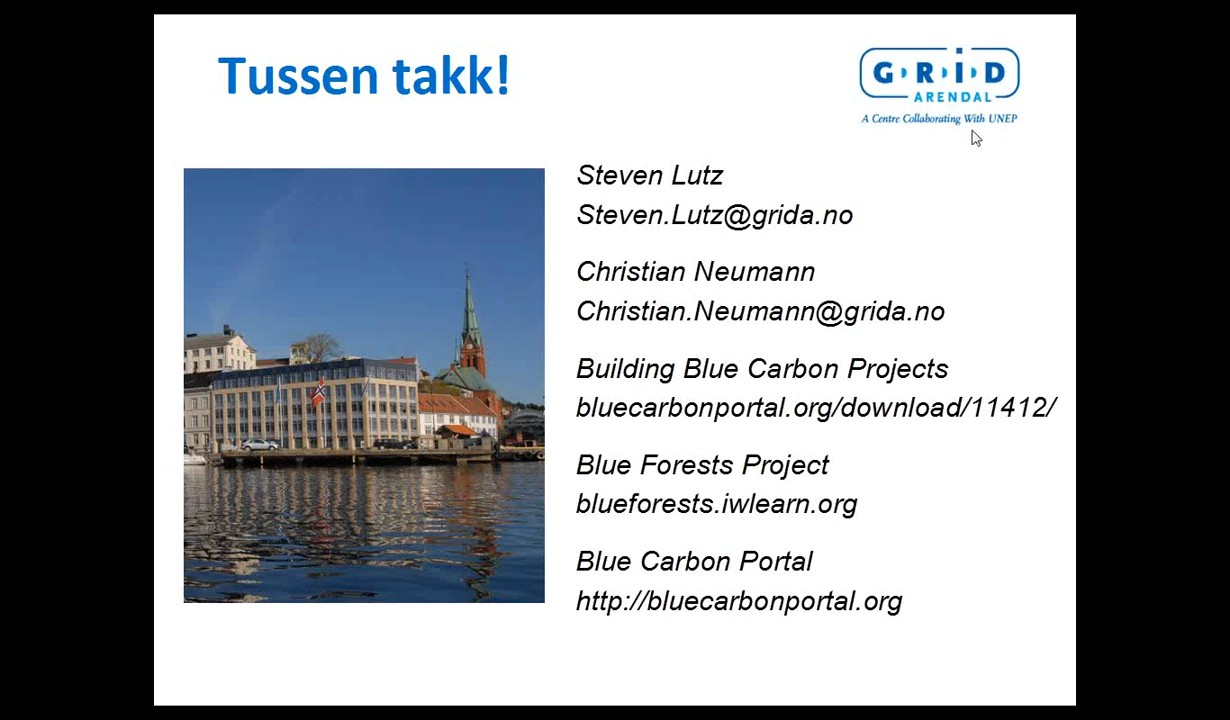 Tussen takk!
GRiD
ARENDAL
A Centre Collaborating With UNEP
Steven Lutz
Steven.Lutz@grida.no
Christian Neumann
Christian.Neumann@grida.no
Building Blue Carbon Projects
bluecarbonportal.org/download/11412/
Blue Forests Project
blueforests.iwlearn.org
Blue Carbon Portal
http://bluecarbonportal.org